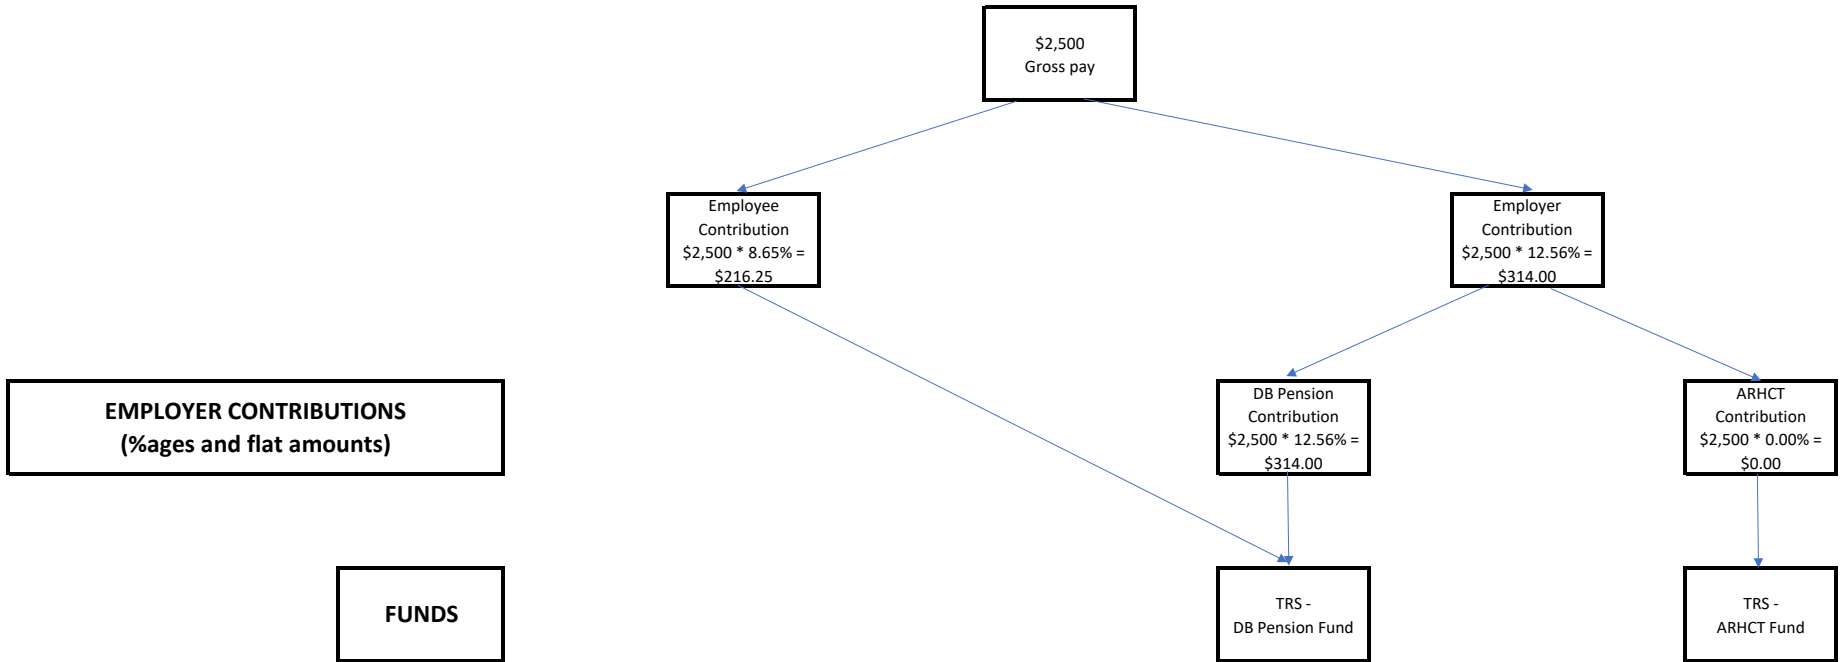 $2,500
Gross pay
Employee
Contribution
$2,500 * 8.65% =
$216.25
Employer
Contribution
$2,500 * 12.56% =
$314.00
EMPLOYER CONTRIBUTIONS
(%ages and flat amounts)
DB Pension
Contribution
$2,500 * 12.56% =
$314.00
ARHCT
Contribution
$2,500 * 0.00% =
$0.00
FUNDS
TRS -
DB Pension Fund
TRS -
ARHCT Fund